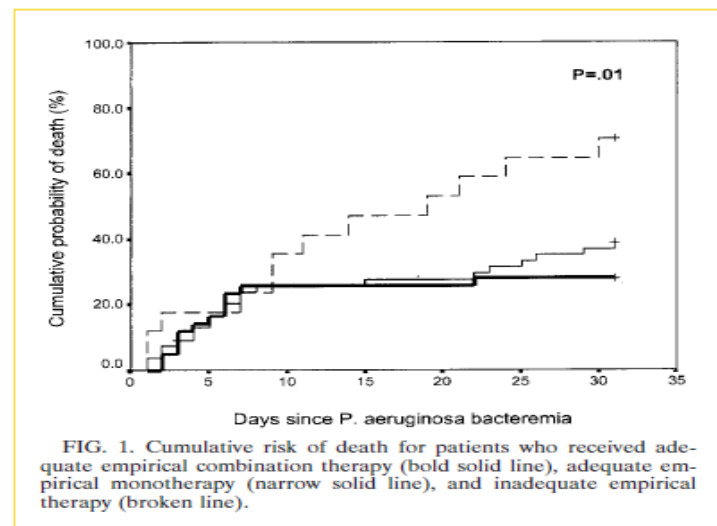 100.0
P=.01
80.0
60.0
40.0
20.0
0.0
Cumulative probability of death (%)
0 5 10 15 20 25 30 35
Days since P. aeruginosa bacteremia
FIG. 1. Cumulative risk of death for patients who received ade-
quate empirical combination therapy (bold solid line), adequate em-
pirical monotherapy (narrow solid line), and inadequate empirical
therapy (broken line).